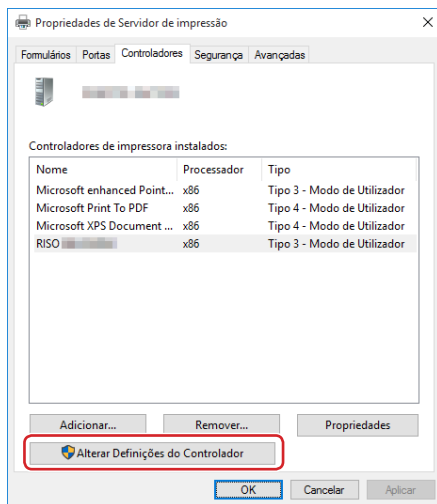 Propriedades de Servidor de impressão
Formulários Portas Controladores Segurança Avançadas
Controladores de impressora instalados:
Nome Processador Tipo
Microsoft enhanced Point... x86 Tipo 3 - Modo de Utilizador
Microsoft Print To PDF x86 Tipo 4 - Modo de Utilizador
Microsoft XPS Document ... x86 Tipo 4 - Modo de Utilizador
RISO x86 Tipo 3 - Modo de Utilizador
Adicionar... Remover... Propriedades
Alterar Definições do Controlador
OK Cancelar Aplicar